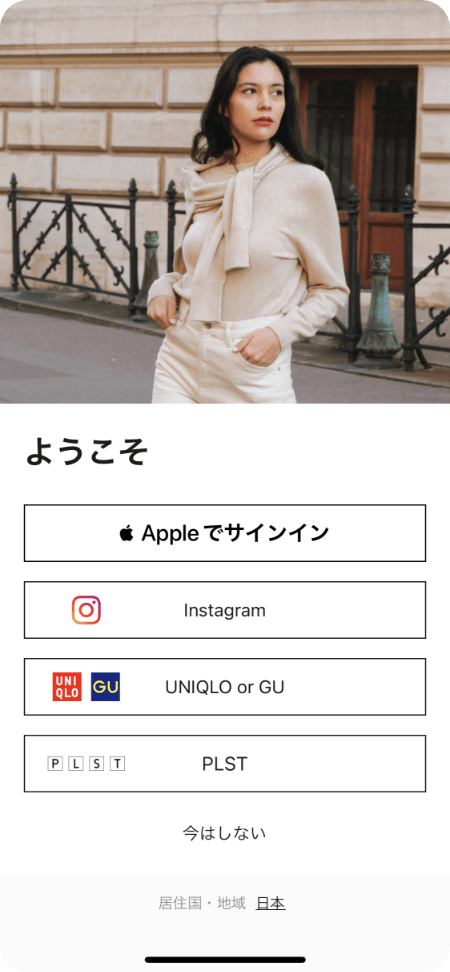 ようこそ
Appleでサインイン
Instagram
UNI
QLO
GU
UNIQLO or GU
P L S T
PLST
今はしない
居住国・地域 日本